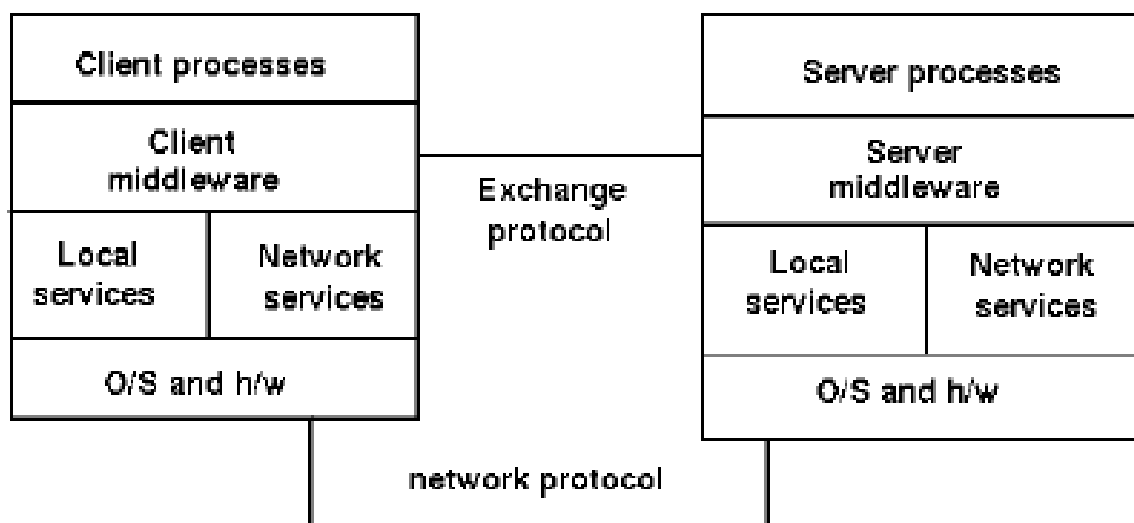 Client processes
Client
middleware
Local
services
Network
services
O/S and h/w
Exchange
protocol
network protocol
Server processes
Server
middleware
Local
services
Network
services
O/S and h/w